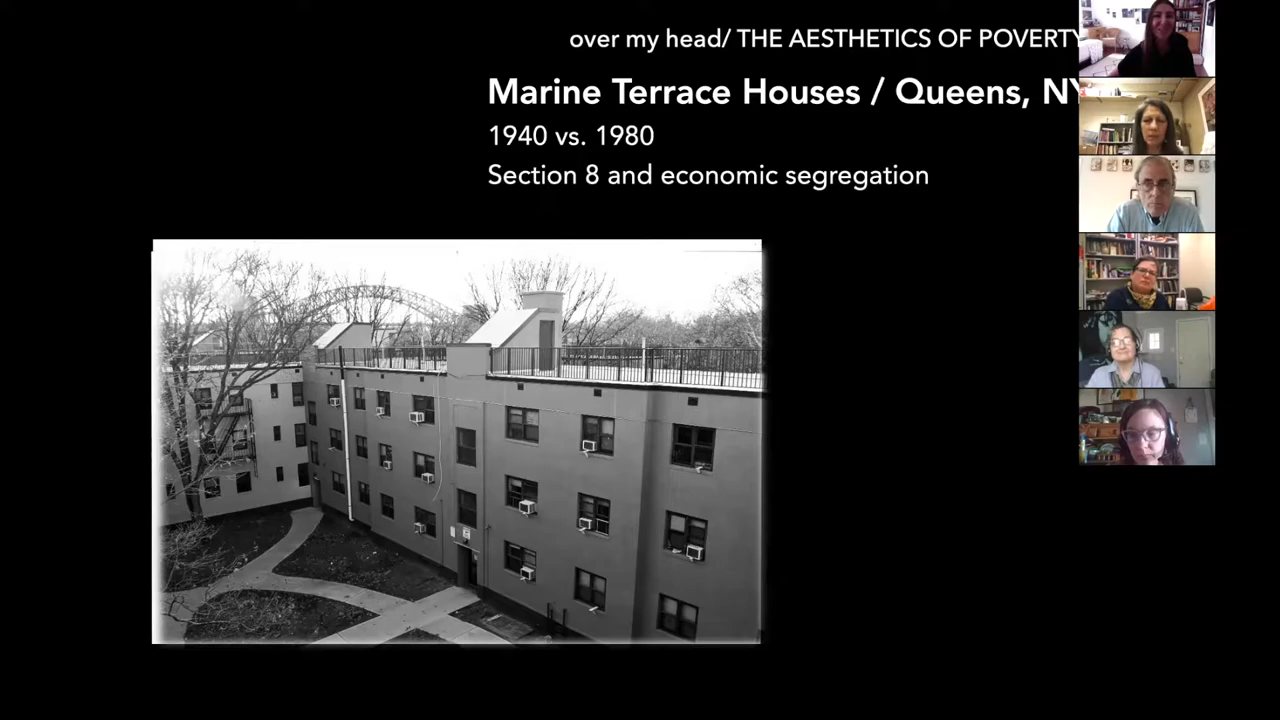 over my head/ THE AESTHETICS OF POVERTY
Marine Terrace Houses / Queens, NY
1940 vs. 1980
Section 8 and economic segregation